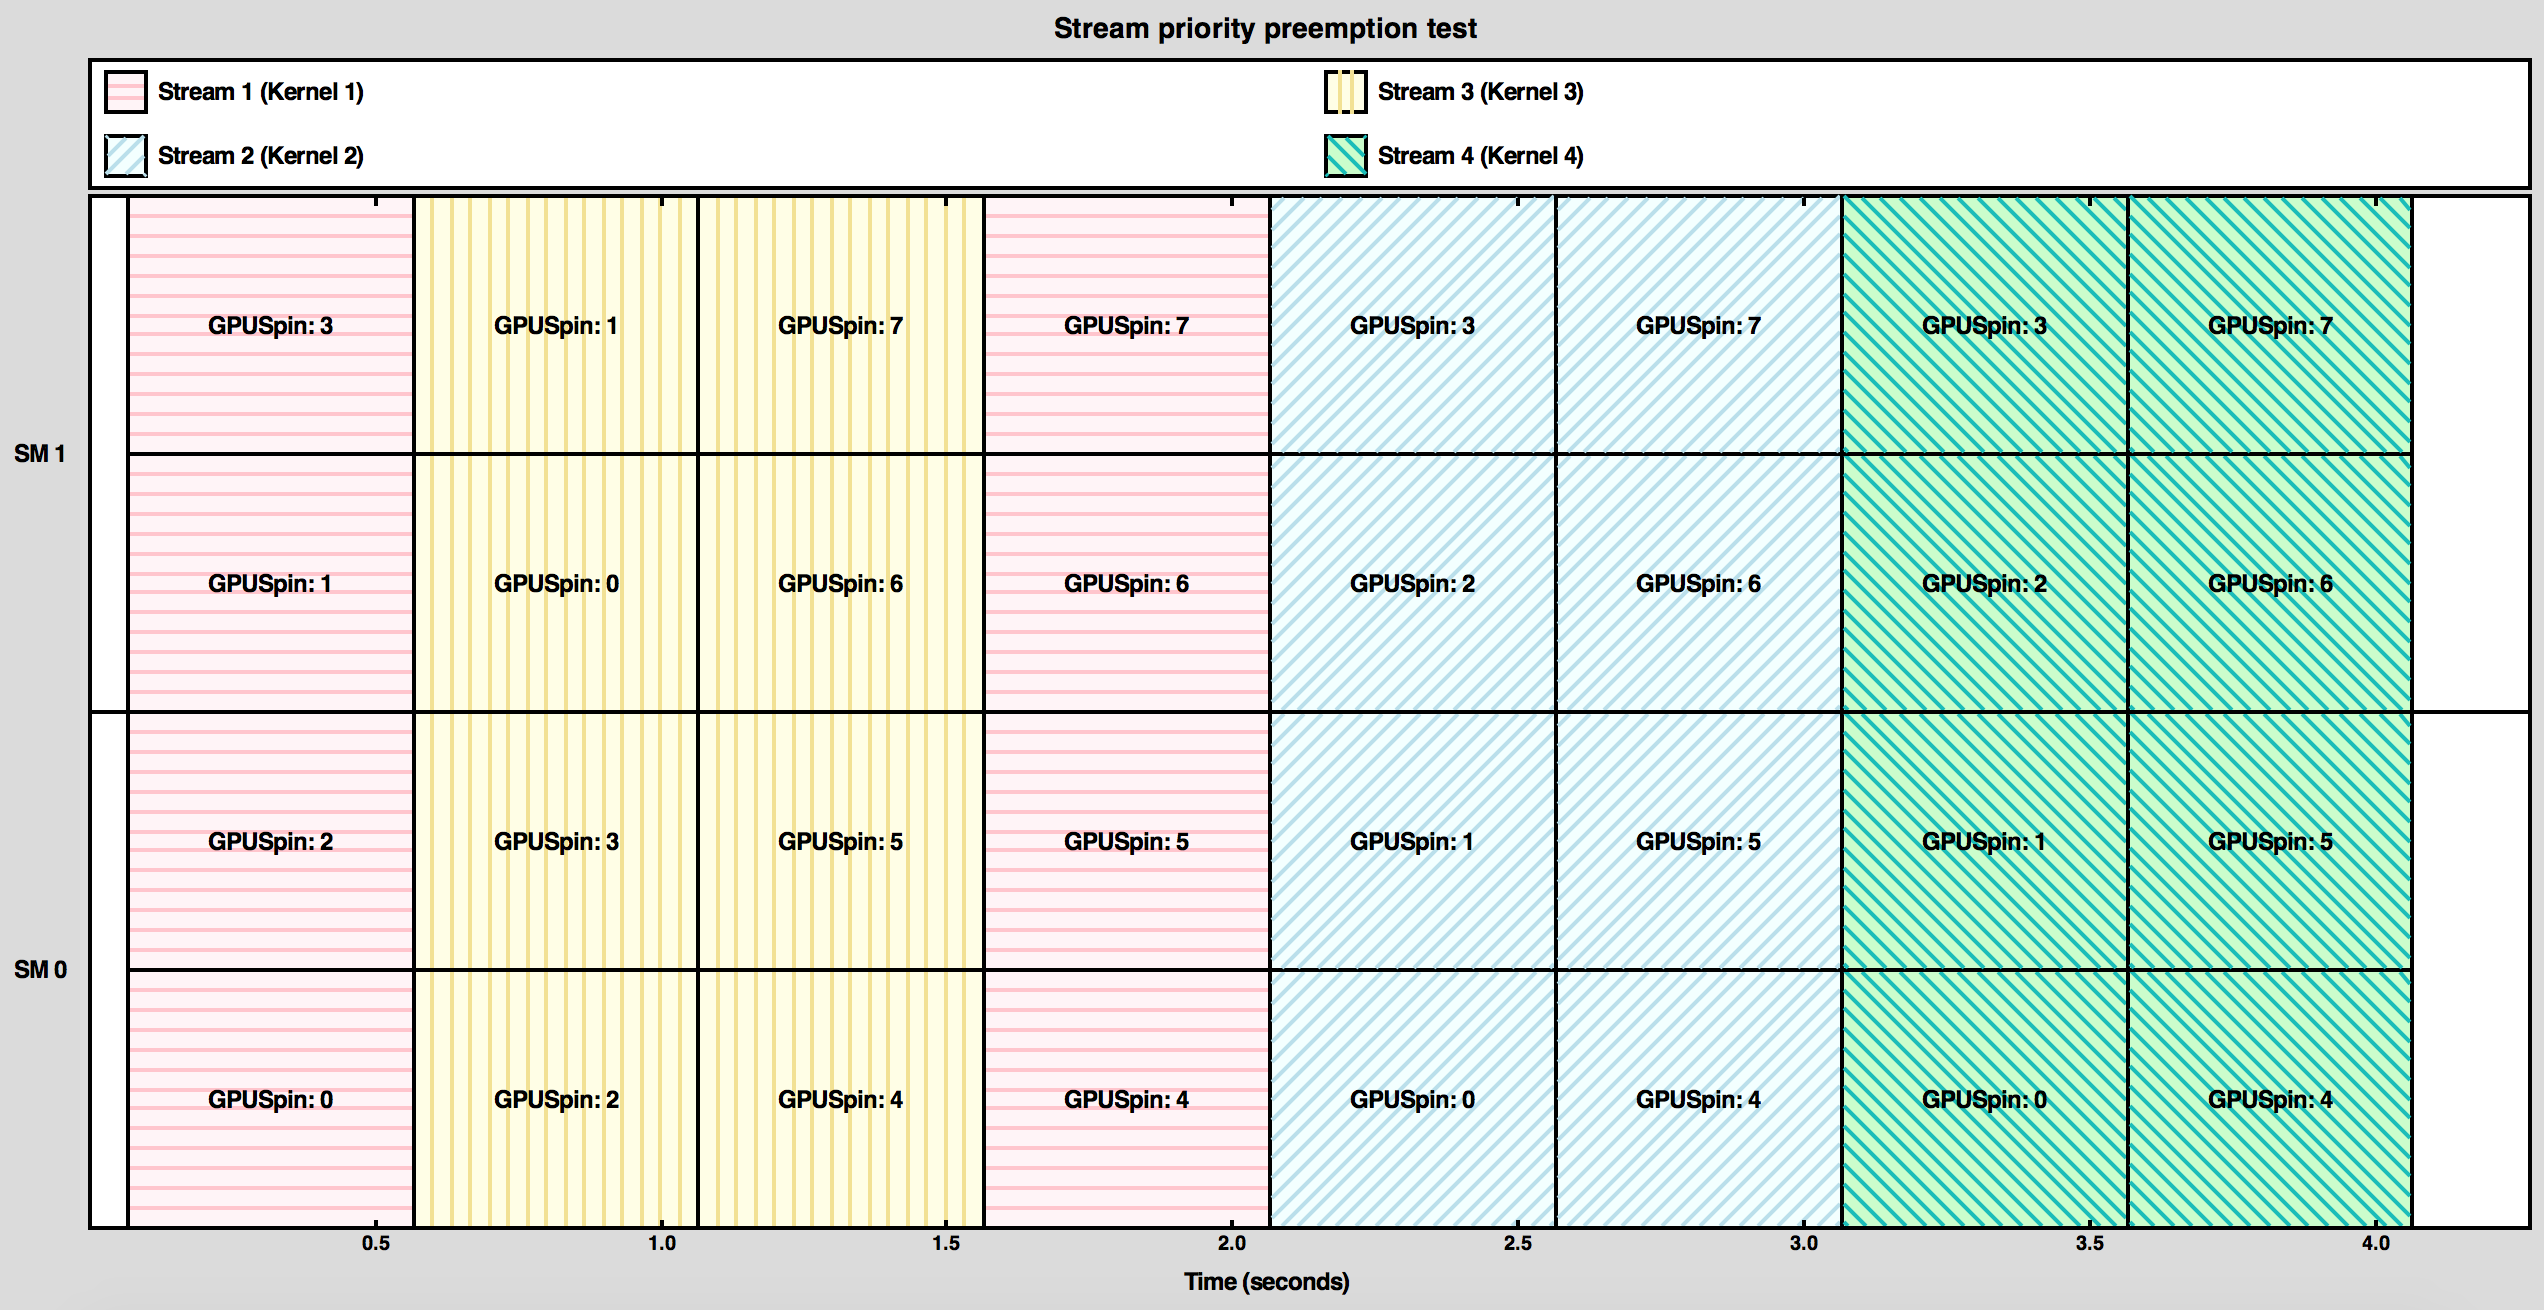 Stream priority preemption test
Stream 1 (Kernel 1)
Stream 3 (Kernel 3)
Stream 2 (Kernel 2)
Stream 4 (Kernel 4)
GPUSpin: 3 GPUSpin: 1 GPUSpin: 7 GPUSpin: 7 GPUSpin: 3 GPUSpin: 7 GPUSpin: 3 GPUSpin: 7
SM 1
GPUSpin: 1 GPUSpin: 0 GPUSpin: 6 GPUSpin: 6 GPUSpin: 2 GPUSpin: 6 GPUSpin: 2 GPUSpin: 6
GPUSpin: 2 GPUSpin: 3 GPUSpin: 5 GPUSpin: 5 GPUSpin: 1 GPUSpin: 5 GPUSpin: 1 GPUSpin: 5
SM 0
GPUSpin: 0 GPUSpin: 2 GPUSpin: 4 GPUSpin: 4 GPUSpin: 0 GPUSpin: 4 GPUSpin: 0 GPUSpin: 4
0.5 1.0 1.5 2.0 2.5 3.0 3.5 4.0
Time (seconds)